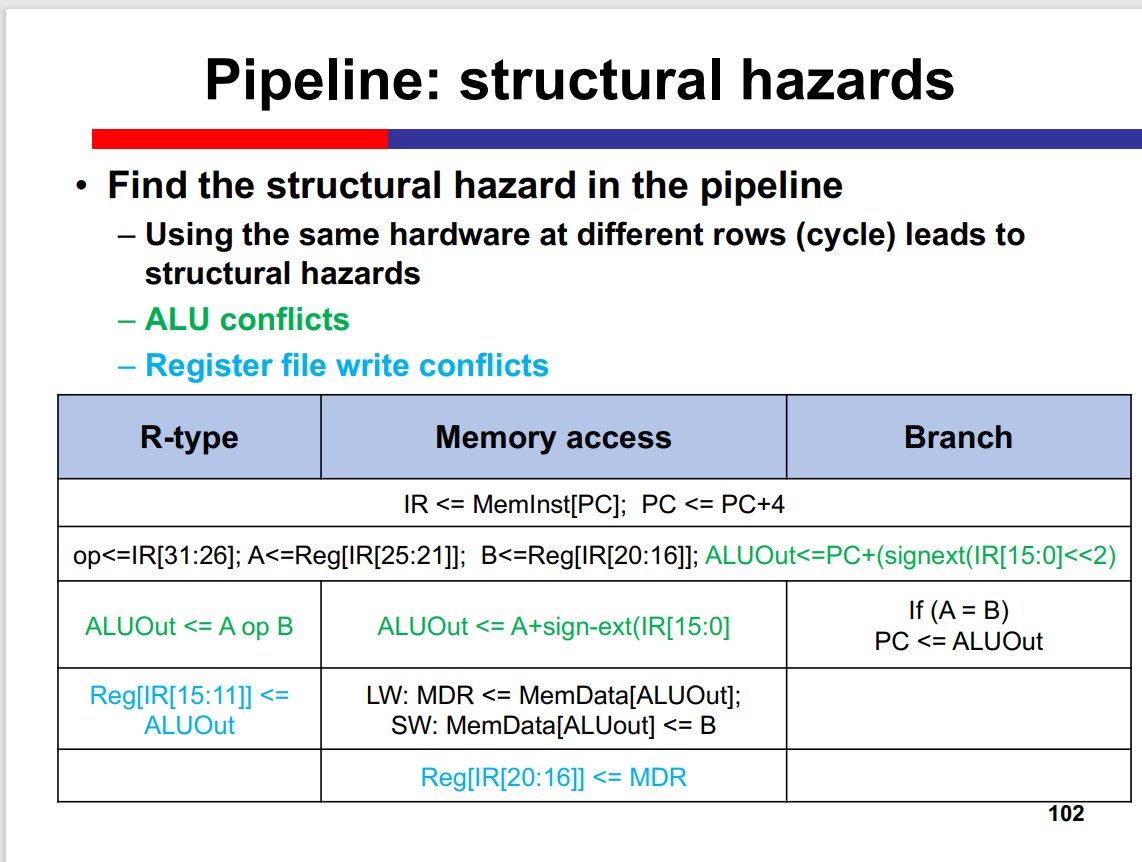 Pipeline: structural hazards
• Find the structural hazard in the pipeline
– Using the same hardware at different rows (cycle) leads to
structural hazards
– ALU conflicts
– Register file write conflicts
R-type Memory access Branch
IR <= MemInst[PC]; PC <= PC+4
op<=IR[31:26]; A<=Reg[IR[25:21]]; B<=Reg[IR[20:16]]; ALUOut<=PC+(signext(IR[15:0]<<2)
ALUOut <= A op B
ALUOut <= A+sign-ext(IR[15:0]
If (A = B)
PC <= ALUOut
Reg[IR[15:11]] <=
ALUOut
LW: MDR <= MemData[ALUOut];
SW: MemData[ALUout] <= B
Reg[IR[20:16]] <= MDR
102